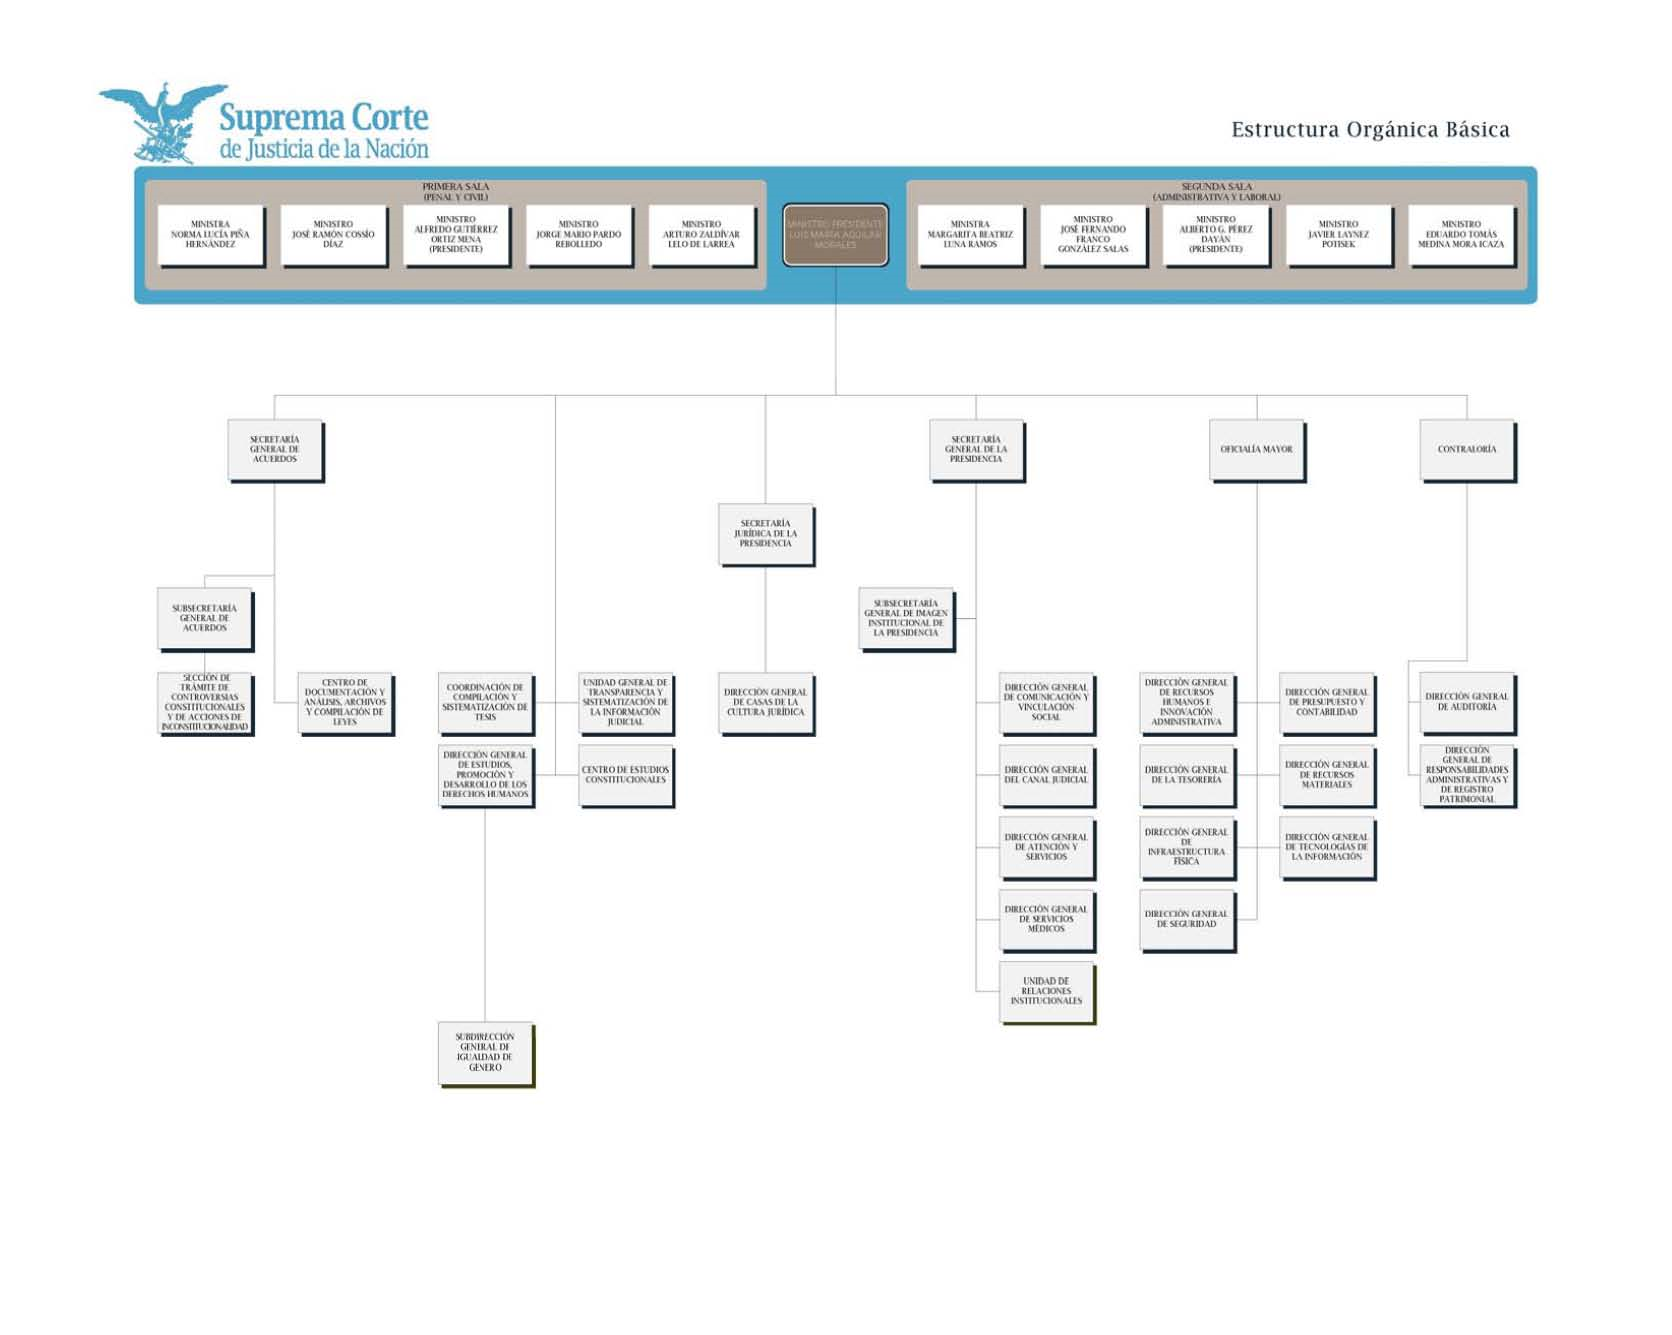 Suprema Corte
de Justicia de la Nación
Estructura Orgánica Básica
PRIMERA SALA
(PENAL Y CIVIL)
MINISTRA
NORMA LUCÍA PIÑA
HERNÁNDEZ
MINISTRO
JOSÉ RAMÓN COSSÍO
DÍAZ
MINISTRO
ALFREDO GUTIÉRREZ
ORTIZ MENA
(PRESIDENTE)
MINISTRO
JORGE MARIO PARDO
REBOLLEDO
MINISTRO
ARTURO ZALDÍVAR
LELO DE LARREA
MINISTRO PRESIDENTE
LUIS MARÍA AGUILAR
MORALES
SEGUNDA SALA
(ADMINISTRATIVA Y LABORAL)
MINISTRA
MARGARITA BEATRIZ
LUNA RAMOS
MINISTRO
JOSÉ FERNANDO
FRANCO
GONZÁLEZ SALAS
MINISTRO
ALBERTO G. PÉREZ
DAYÁN
(PRESIDENTE)
MINISTRO
JAVIER LAYNEZ
POTISEK
MINISTRO
EDUARDO TOMÁS
MEDINA MORA ICAZA
SECRETARÍA
GENERAL DE
ACUERDOS
SECRETARÍA
GENERAL DE LA
PRESIDENCIA
OFICIALÍA MAYOR
CONTRALORÍA
SECRETARÍA
JURÍDICA DE LA
PRESIDENCIA
SUBSECRETARÍA
GENERAL DE
ACUERDOS
SUBSECRETARÍA
GENERAL DE IMAGEN
INSTITUCIONAL DE
LA PRESIDENCIA
SECCIÓN DE
TRÁMITE DE
CONTROVERSIAS
CONSTITUCIONALES
Y DE ACCIONES DE
INCONSTITUCIONALIDAD
CENTRO DE
DOCUMENTACIÓN Y
ANÁLISIS, ARCHIVOS
Y COMPILACIÓN DE
LEYES
COORDINACIÓN DE
COMPILACIÓN Y
SISTEMATIZACIÓN DE
TESIS
UNIDAD GENERAL DE
TRANSPARENCIA Y
SISTEMATIZACIÓN DE
LA INFORMACIÓN
JUDICIAL
DIRECCIÓN GENERAL
DE CASAS DE LA
CULTURA JURÍDICA
DIRECCIÓN GENERAL
DE COMUNICACIÓN Y
VINCULACIÓN
SOCIAL
DIRECCIÓN GENERAL
DE RECURSOS
HUMANOS E
INNOVACIÓN
ADMINISTRATIVA
DIRECCIÓN GENERAL
DE PRESUPUESTO Y
CONTABILIDAD
DIRECCIÓN GENERAL
DE AUDITORÍA
DIRECCIÓN GENERAL
DE ESTUDIOS,
PROMOCIÓN Y
DESARROLLO DE LOS
DERECHOS HUMANOS
CENTRO DE ESTUDIOS
CONSTITUCIONALES
DIRECCIÓN GENERAL
DEL CANAL JUDICIAL
DIRECCIÓN GENERAL
DE LA TESORERÍA
DIRECCIÓN GENERAL
DE RECURSOS
MATERIALES
DIRECCIÓN
GENERAL DE
RESPONSABILIDADES
ADMINISTRATIVAS Y
DE REGISTRO
PATRIMONIAL
DIRECCIÓN GENERAL
DE ATENCIÓN Y
SERVICIOS
DIRECCIÓN GENERAL
DE
INFRAESTRUCTURA
FÍSICA
DIRECCIÓN GENERAL
DE TECNOLOGÍAS DE
LA INFORMACIÓN
DIRECCIÓN GENERAL
DE SERVICIOS
MÉDICOS
DIRECCIÓN GENERAL
DE SEGURIDAD
UNIDAD DE
RELACIONES
INSTITUCIONALES
SUBDIRECCIÓN
GENERAL DE
IGUALDAD DE
GENERO